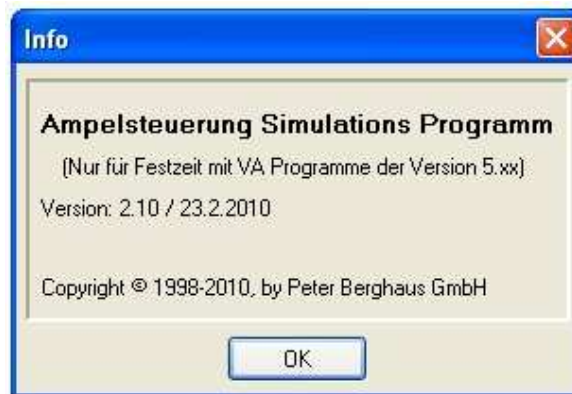 Info
Ampelsteuerung Simulations Programm
(Nur für Festzeit mit VA Programme der Version 5.xx)
Version: 2.10 / 23.2.2010
Copyright © 1998-2010, by Peter Berghaus GmbH
OK